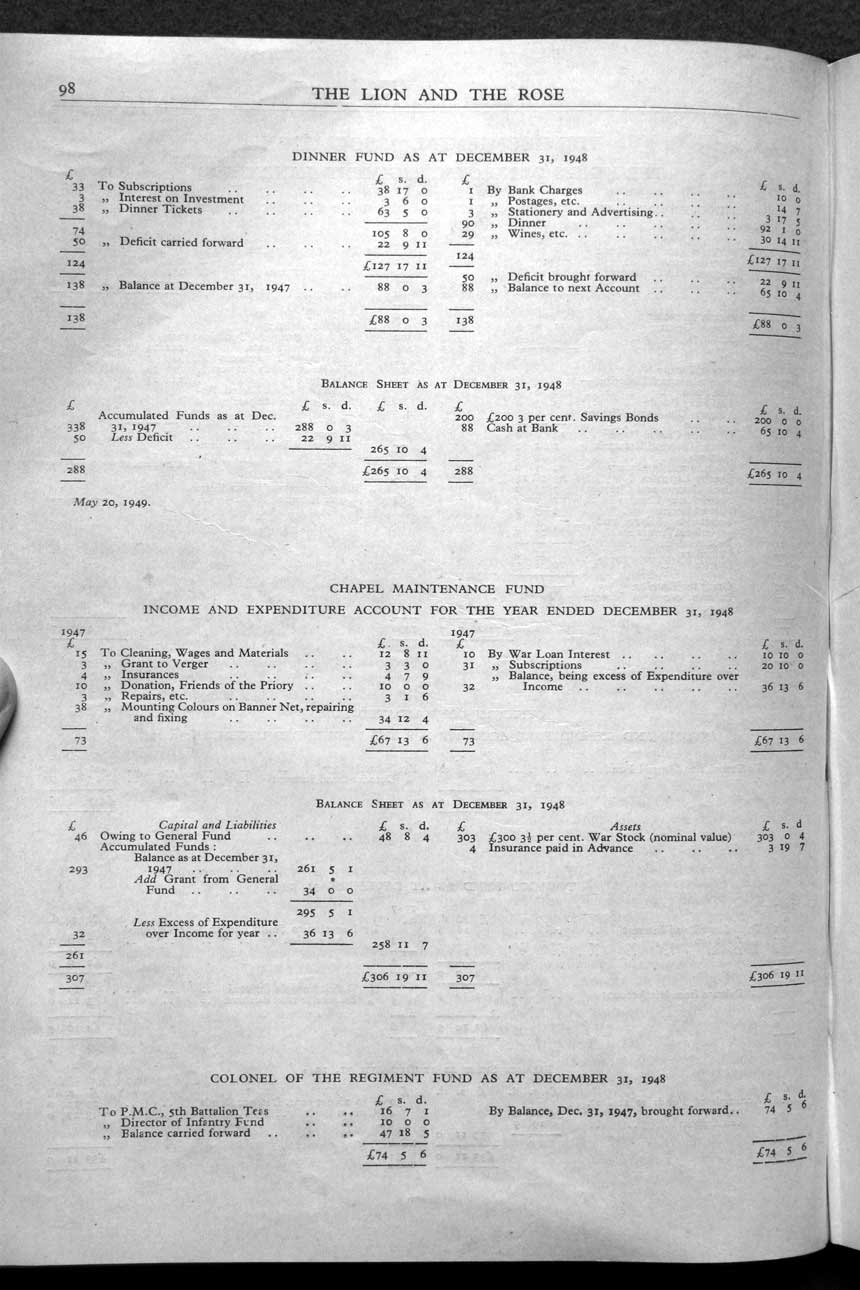 98 THE LION AND THE ROSE
DINNER FUND AS AT DECEMBER 31, 1948
£ £ s. d. £ £ s. d.
33 To Subscriptions .. .. .. .. 38 17 0 1 By Bank Charges .. .. .. .. 10 0
3 „ Interest on Investment .. .. .. 3 6 0 1 „ Postages, etc. .. .. .. .. 14 7
38 „ Dinner Tickets .. .. .. .. 63 5 0 3 „ Stationery and Advertising.. .. .. 3 17 5
90 „ Dinner .. .. .. .. .. 92 1 0
74 105 8 0 29 „ Wines, etc. .. .. .. .. .. 30 14 11
50 „ Deficit carried forward .. .. .. 22 9 11
124 £127 17 11 124 £127 17 11
50 „ Deficit brought forward .. .. .. 22 9 11
138 „ Balance at December 31, 1947 .. .. 88 0 3 88 „ Balance to next Account .. .. .. 65 10 4
138 £88 0 3 138 £88 0 3
BALANCE SHEET AS AT DECEMBER 31, 1948
£ £ s. d. £ s. d. £ £ s. d.
Accumulated Funds as at Dec. 200 £200 3 per cent. Savings Bonds .. .. 200 0 0
338 31, 1947 .. .. .. 288 0 3 88 Cash at Bank .. .. .. .. .. 65 10 4
50 Less Deficit .. .. .. 22 9 11
265 10 4
288 £265 10 4 288 £265 10 4
May 20, 1949.
CHAPEL MAINTENANCE FUND
INCOME AND EXPENDITURE ACCOUNT FOR THE YEAR ENDED DECEMBER 31, 1948
1947 1947
£ £ s. d. £ £ s. d.
15 To Cleaning, Wages and Materials .. .. 12 8 11 10 By War Loan Interest .. .. .. .. 10 10 0
3 „ Grant to Verger .. .. .. .. 3 3 0 31 „ Subscriptions .. .. .. .. 20 10 0
4 „ Insurances .. .. .. .. 4 7 9 „ Balance, being excess of Expenditure over
10 „ Donation, Friends of the Priory .. .. 10 0 0 32 Income .. .. .. .. .. 36 13 6
3 „ Repairs, etc. .. .. .. .. 3 1 6
38 „ Mounting Colours on Banner Net, repairing
and fixing .. .. .. .. 34 12 4
73 £67 13 6 73 £67 13 6
BALANCE SHEET AS AT DECEMBER 31, 1948
£ Capital and Liabilities £ s. d. £ Assets £ s. d
46 Owing to General Fund .. .. .. 48 8 4 303 £300 3½ per cent. War Stock (nominal value) 303 0 4
Accumulated Funds : 4 Insurance paid in Advance .. .. .. 3 19 7
Balance as at December 31,
293 1947 .. .. .. 261 5 1
Add Grant from General *
Fund .. .. .. 34 0 0
295 5 1
Less Excess of Expenditure
32 over Income for year .. 36 13 6
258 11 7
261
307 £306 19 11 307 £306 19 11
COLONEL OF THE REGIMENT FUND AS AT DECEMBER 31, 1948
£ s. d. £ s. d.
To P.M.C., 5th Battalion Teas .. .. 16 7 1 By Balance, Dec. 31, 1947, brought forward.. 74 5 6
„ Director of Infantry Fund .. .. 10 0 0
„ Balance carried forward .. .. .. 47 18 5
£74 5 6 £74 5 6